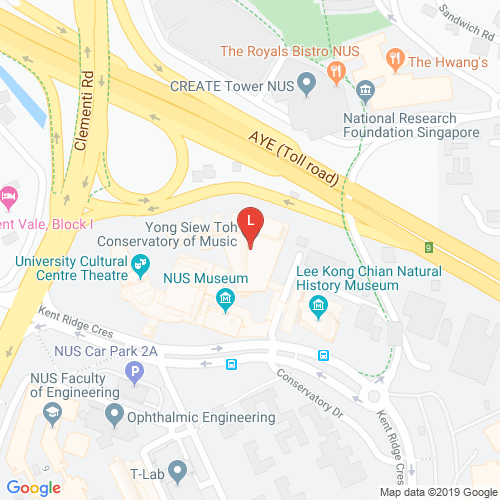 Sandwich Rd
The Royals Bistro NUS
The Hwang's
CREATE Tower NUS
Clementi Rd
National Research
Foundation Singapore
AYE (Toll road)
ent Vale, Block I
Yong Siew Toh
Conservatory of Music
L
9
University Cultural
Centre Theatre
NUS Museum
Lee Kong Chian Natural
History Museum
Kent Ridge Cres
NUS Car Park 2A
P
NUS Faculty
of Engineering
Conservatory Dr
Ophthalmic Engineering
Kent Ridge Cres
9
T-Lab
Google
Map data ©2019 Google